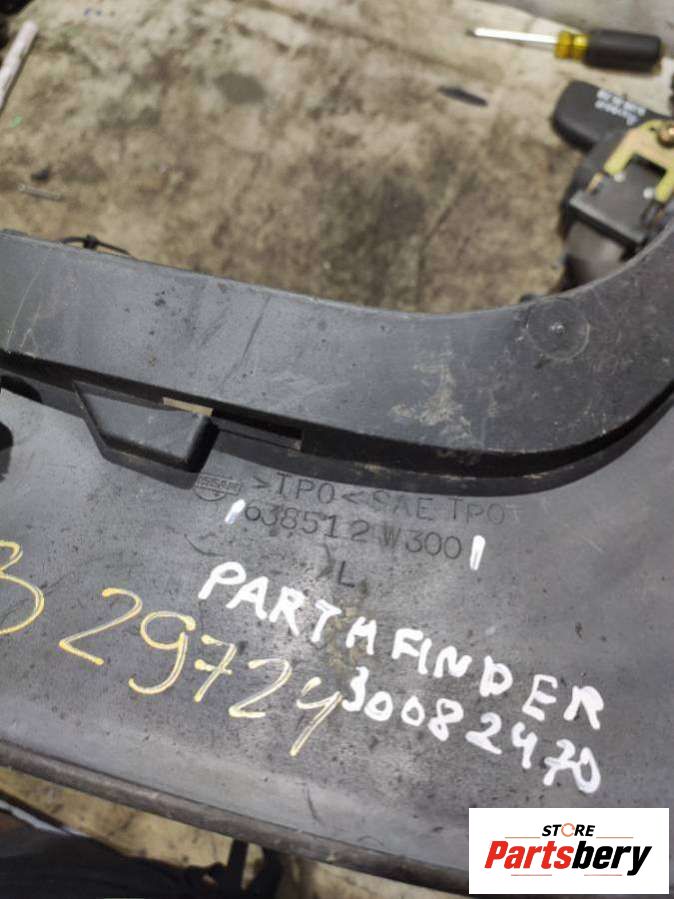 NISSAN >TPO< SAE TPO
638512W300
>L
PARTHFINDER
B 29724
30082470
STORE
Partsbery